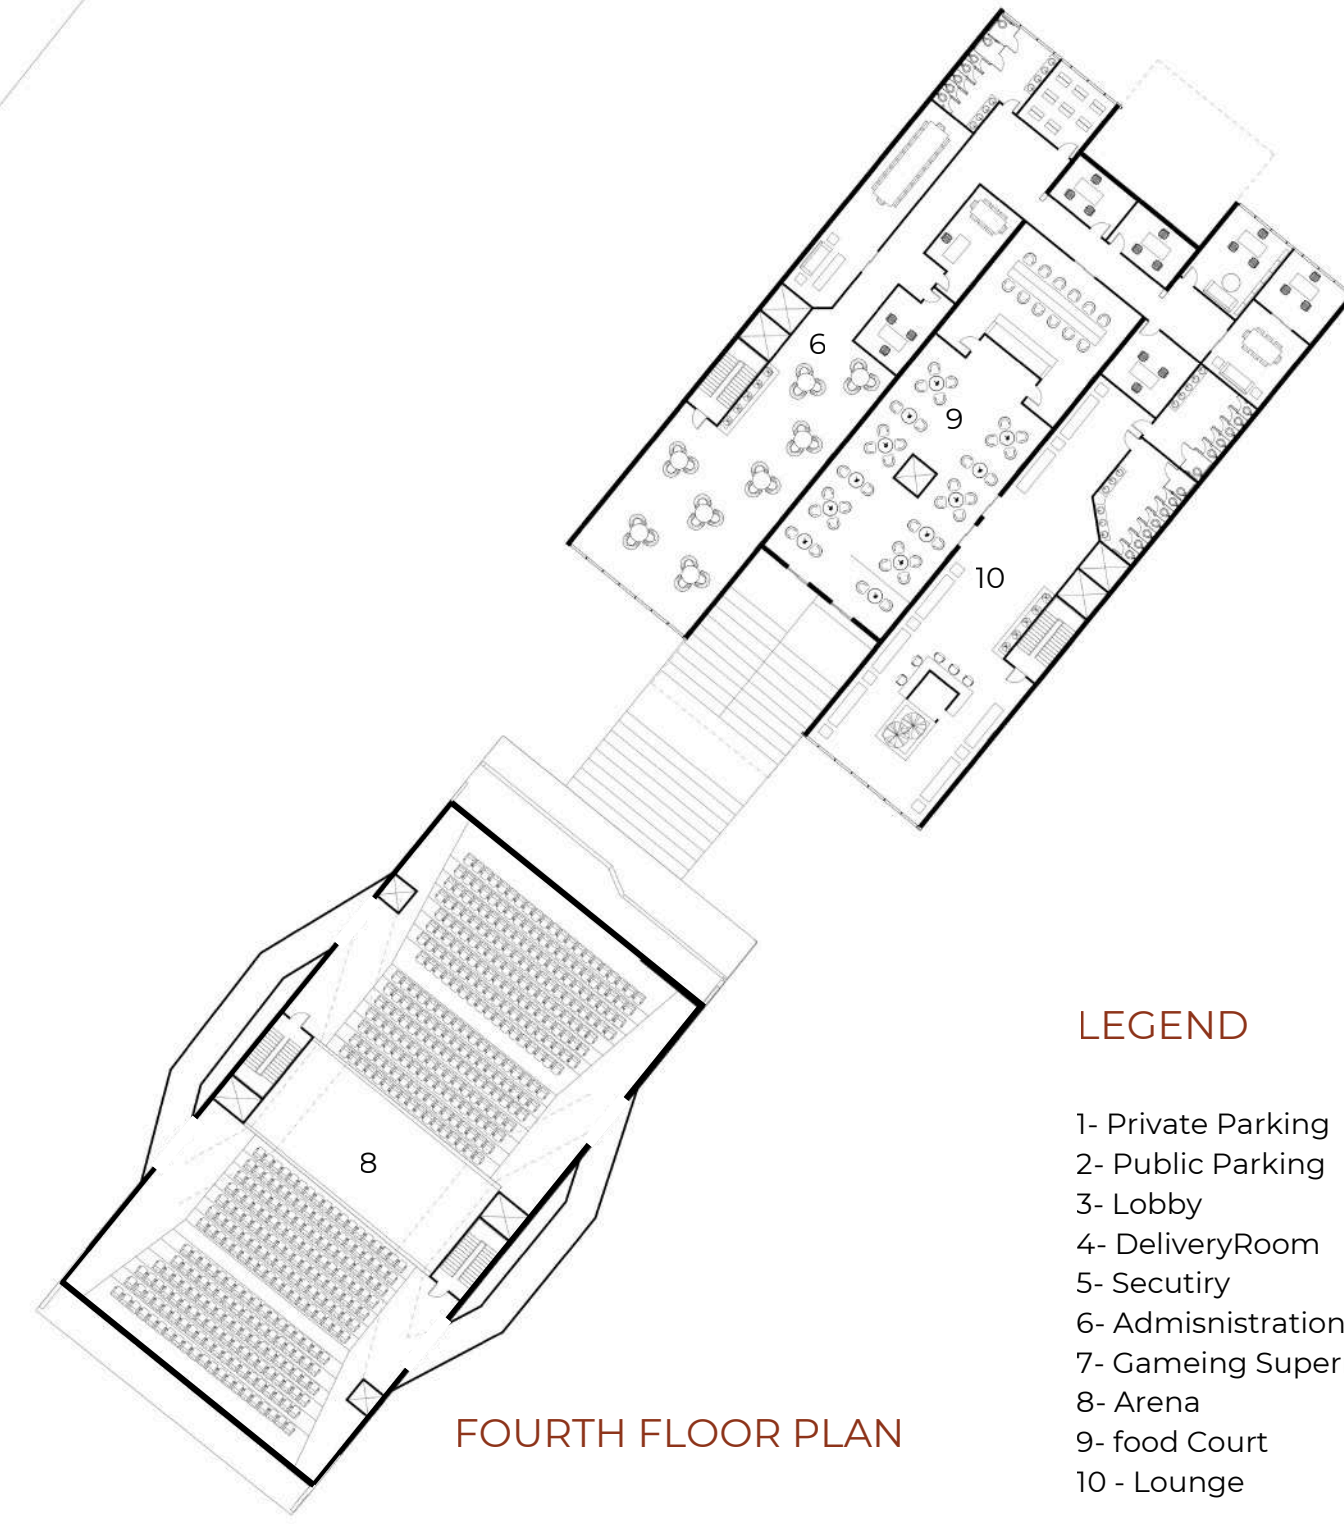 6
9
10
8
LEGEND
1- Private Parking
2- Public Parking
3- Lobby
4- DeliveryRoom
5- Secutiry
6- Admisnistration
7- Gameing Super
8- Arena
9- food Court
10 - Lounge
FOURTH FLOOR PLAN